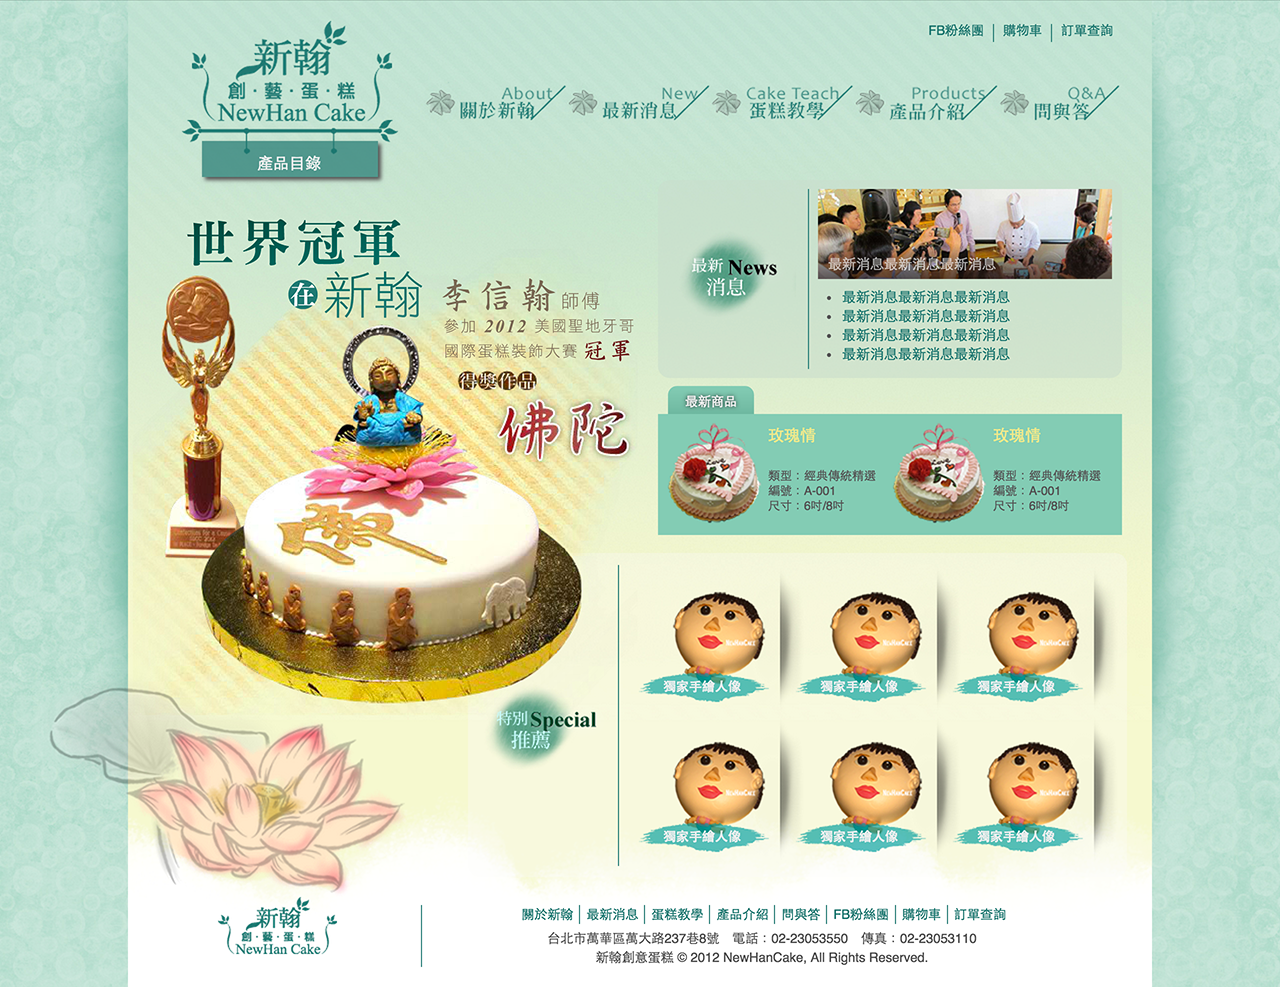 新翰
創・藝・蛋・糕
NewHan Cake
產品目錄
FB粉絲團
購物車
訂單查詢
About
關於新翰
New
最新消息
Cake Teach
蛋糕教學
Products
產品介紹
Q&A
問與答
世界冠軍
在新翰
李信翰師傅
參加 2012 美國聖地牙哥
國際蛋糕裝飾大賽 冠軍
得獎作品
佛陀
佛
最新 News
消息
最新消息最新消息最新消息
• 最新消息最新消息最新消息
• 最新消息最新消息最新消息
• 最新消息最新消息最新消息
• 最新消息最新消息最新消息
最新商品
玫瑰情
類型：經典傳統精選
編號：A-001
尺寸：6吋/8吋
玫瑰情
類型：經典傳統精選
編號：A-001
尺寸：6吋/8吋
特別 Special
推薦
NEWHANCAKE
獨家手繪人像
NEWHANCAKE
獨家手繪人像
NEWHANCAKE
獨家手繪人像
NEWHANCAKE
獨家手繪人像
NEWHANCAKE
獨家手繪人像
NEWHANCAKE
獨家手繪人像
新翰
創・藝・蛋・糕
NewHan Cake
關於新翰│最新消息│蛋糕教學│產品介紹│問與答│FB粉絲團│購物車│訂單查詢
台北市萬華區萬大路237巷8號　電話：02-23053550　傳真：02-23053110
新翰創意蛋糕 © 2012 NewHanCake, All Rights Reserved.